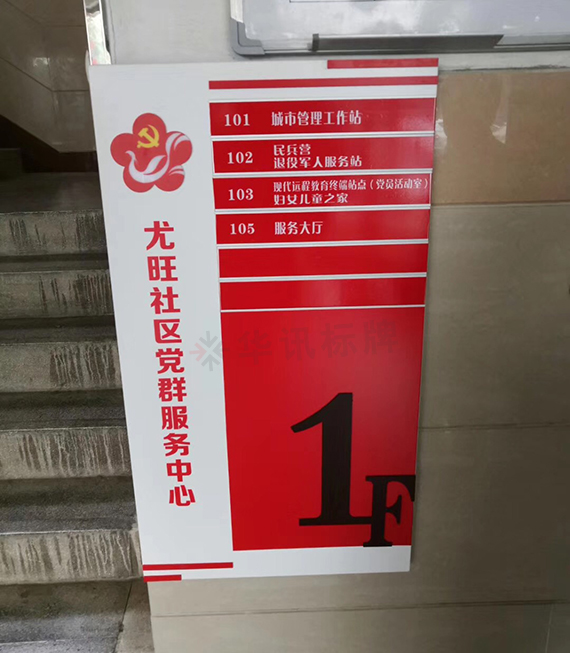 101 城市管理工作站
102 民兵营
退役军人服务站
103 现代远程教育终端站点（党员活动室）
妇女儿童之家
105 服务大厅
尤旺社区党群服务中心
华讯标牌
1F